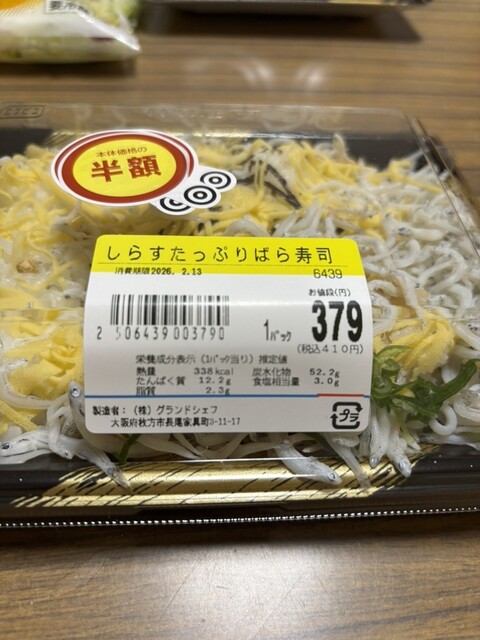 要冷
本体価格の
半額
しらすたっぷりばら寿司
消費期限2026. 2.13
6439
お値段(円)
1パック 379
(税込410円)
2 506439 003790
栄養成分表示 (1パック当り) 推定値
熱量 338kcal 炭水化物 52.2g
たんぱく質 12.2g 食塩相当量 3.0g
脂質 2.3g
製造者: (株) グランドシェフ
大阪府枚方市長尾家具町3-11-17
プラ